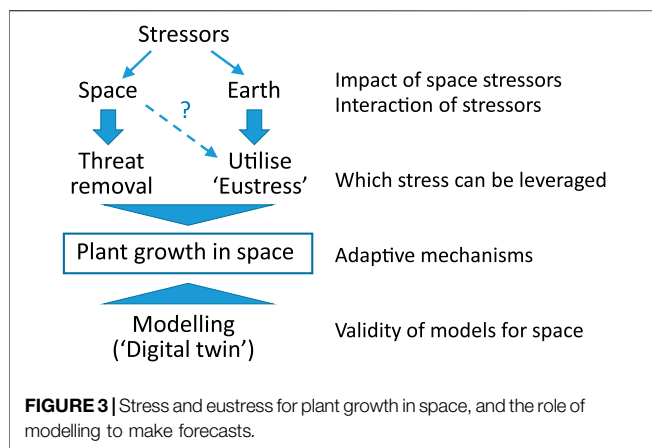 Stressors
Space
Earth
Impact of space stressors
Interaction of stressors
?
Threat
removal
Utilise
‘Eustress’
Which stress can be leveraged
Plant growth in space
Adaptive mechanisms
Modelling
(‘Digital twin’)
Validity of models for space
FIGURE 3 | Stress and eustress for plant growth in space, and the role of
modelling to make forecasts.